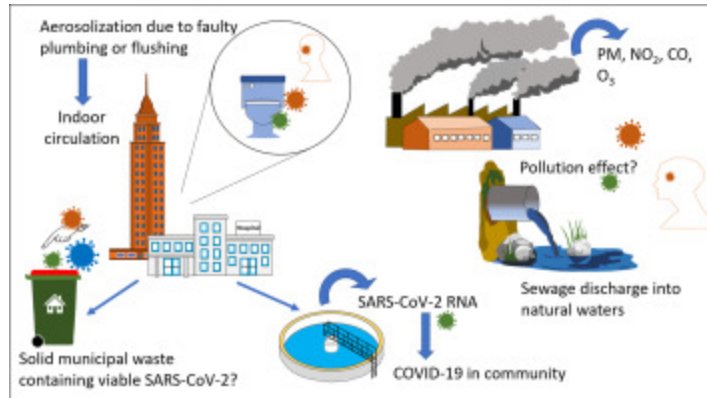 Aerosolization due to faulty
plumbing or flushing
Indoor
circulation
PM, NO₂, CO,
O₃
Pollution effect?
Hospital
Sewage discharge into
natural waters
SARS-CoV-2 RNA
COVID-19 in community
Solid municipal waste
containing viable SARS-CoV-2?